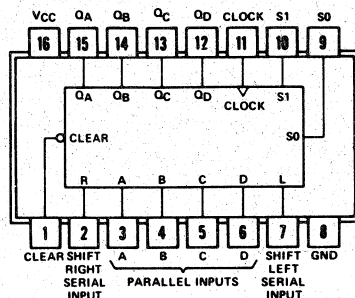 VCC QA QB QC QD CLOCK S1 S0
16 15 14 13 12 11 10 9
QA QB QC QD CLOCK S1
S0
CLEAR
R A B C D L
1 2 3 4 5 6 7 8
CLEAR SHIFT RIGHT SERIAL INPUT A B C D SHIFT LEFT SERIAL INPUT GND
PARALLEL INPUTS